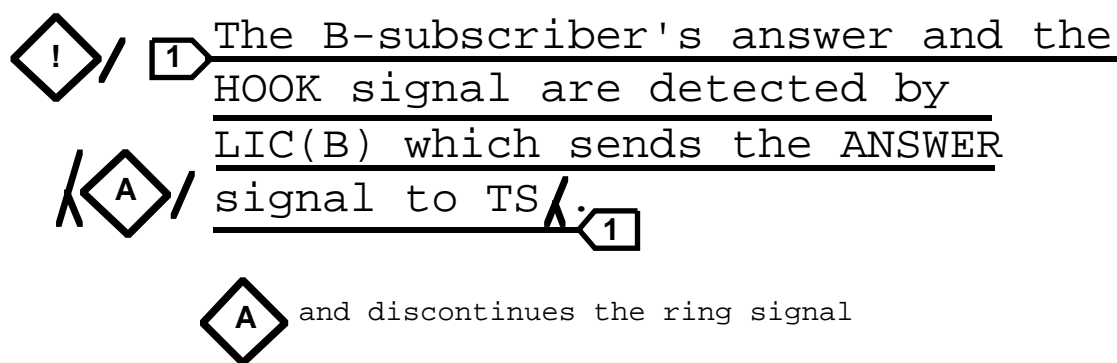 ! / 1 The B-subscriber's answer and the
HOOK signal are detected by
LIC(B) which sends the ANSWER
A / signal to TS .
1
A and discontinues the ring signal